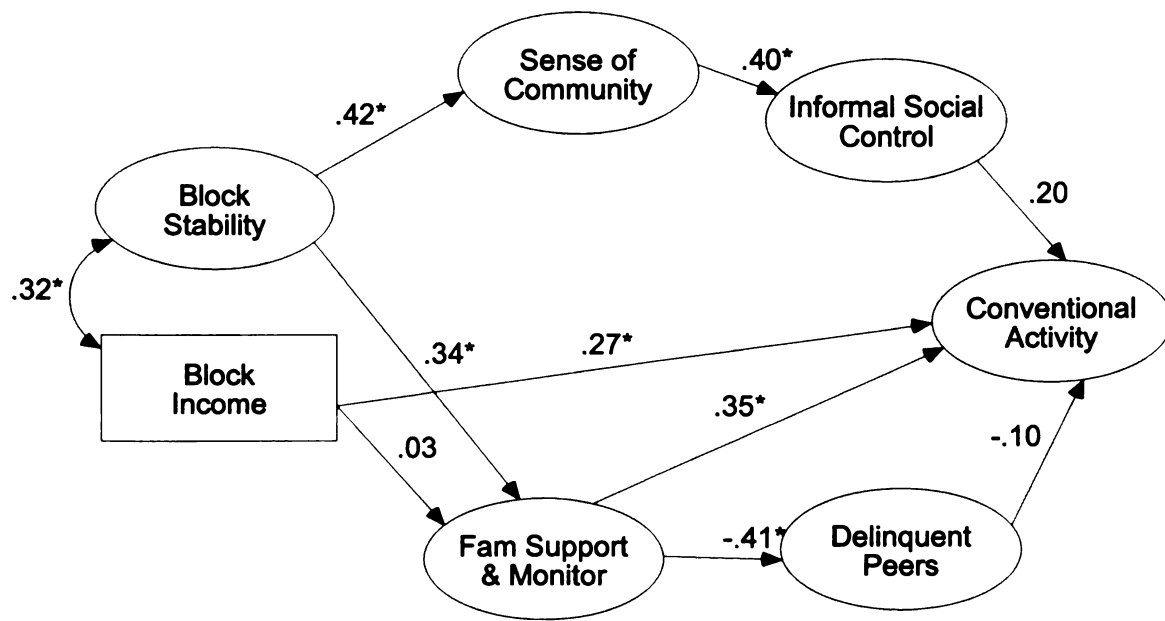 Sense of
Community
.40*
Informal Social
Control
.42*
Block
Stability
.20
.32*
Conventional
Activity
.34*
.27*
Block
Income
.35*
.03
-.10
Fam Support
& Monitor
-.41*
Delinquent
Peers